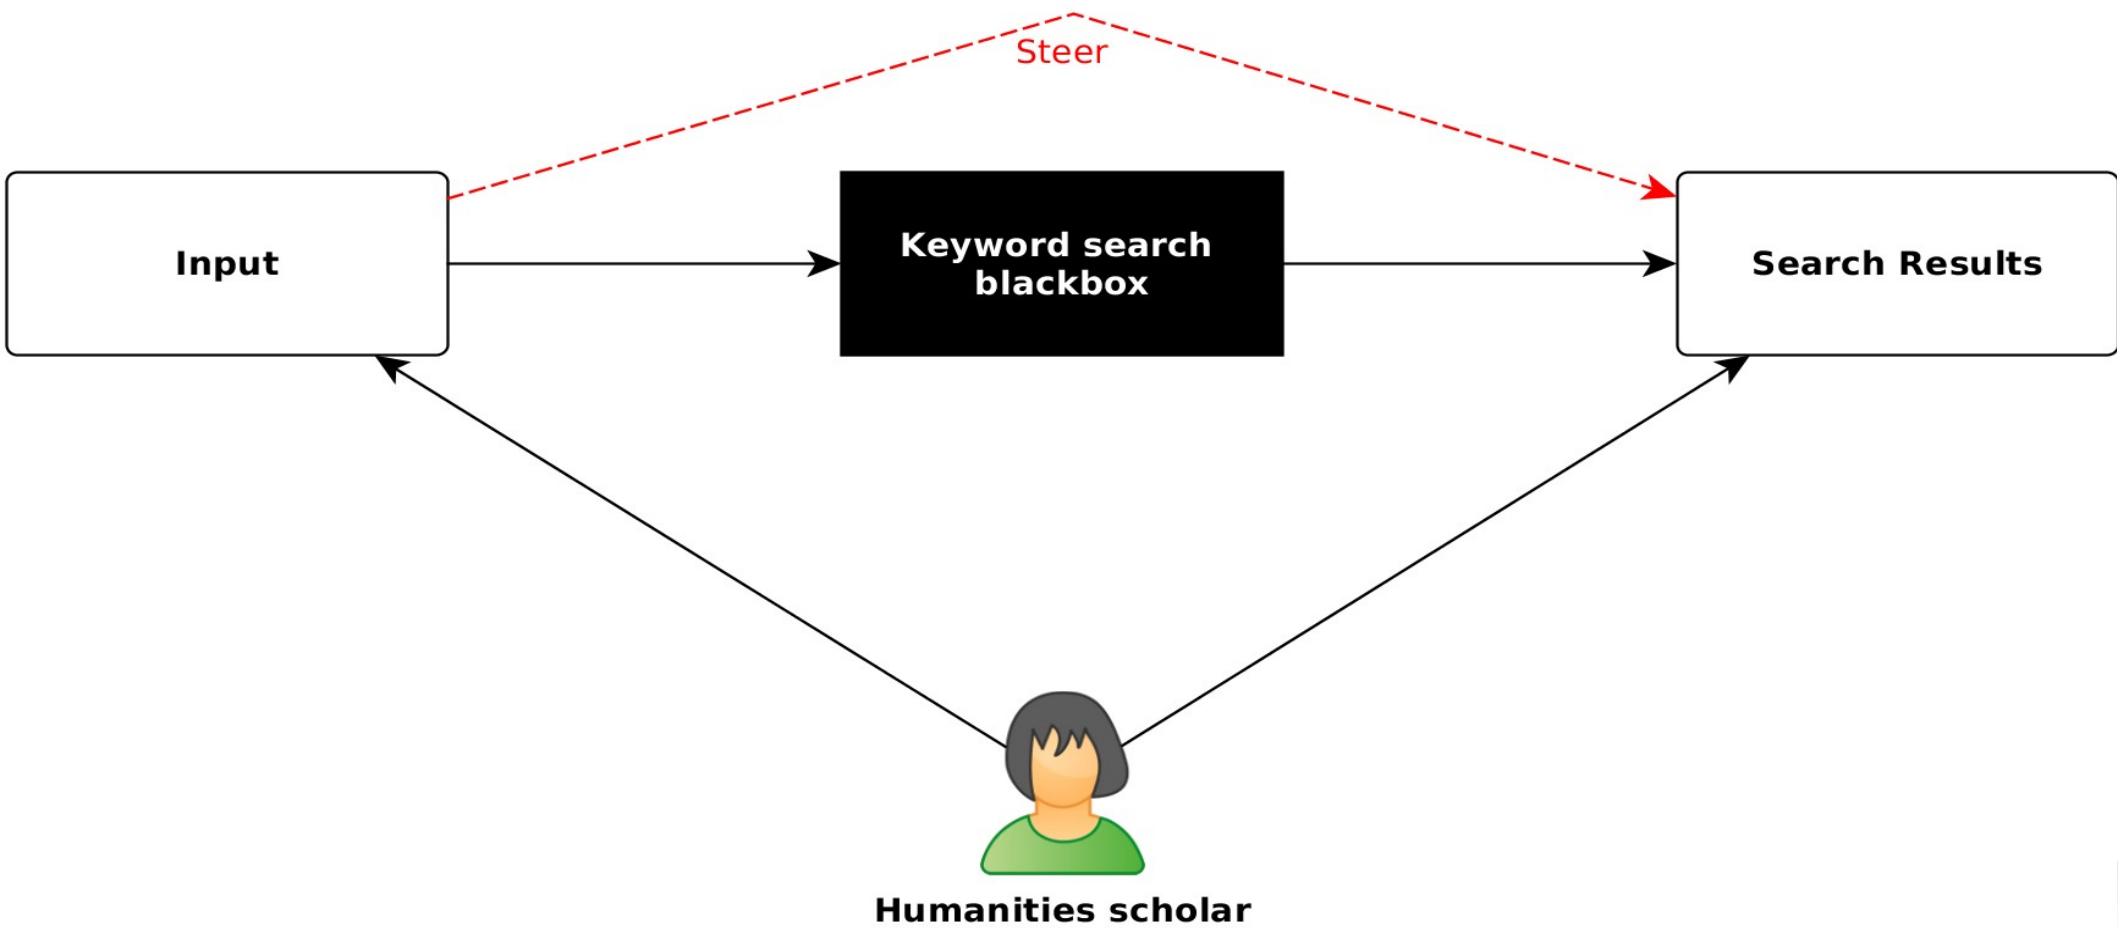 Steer
Input
Keyword search
blackbox
Search Results
Humanities scholar